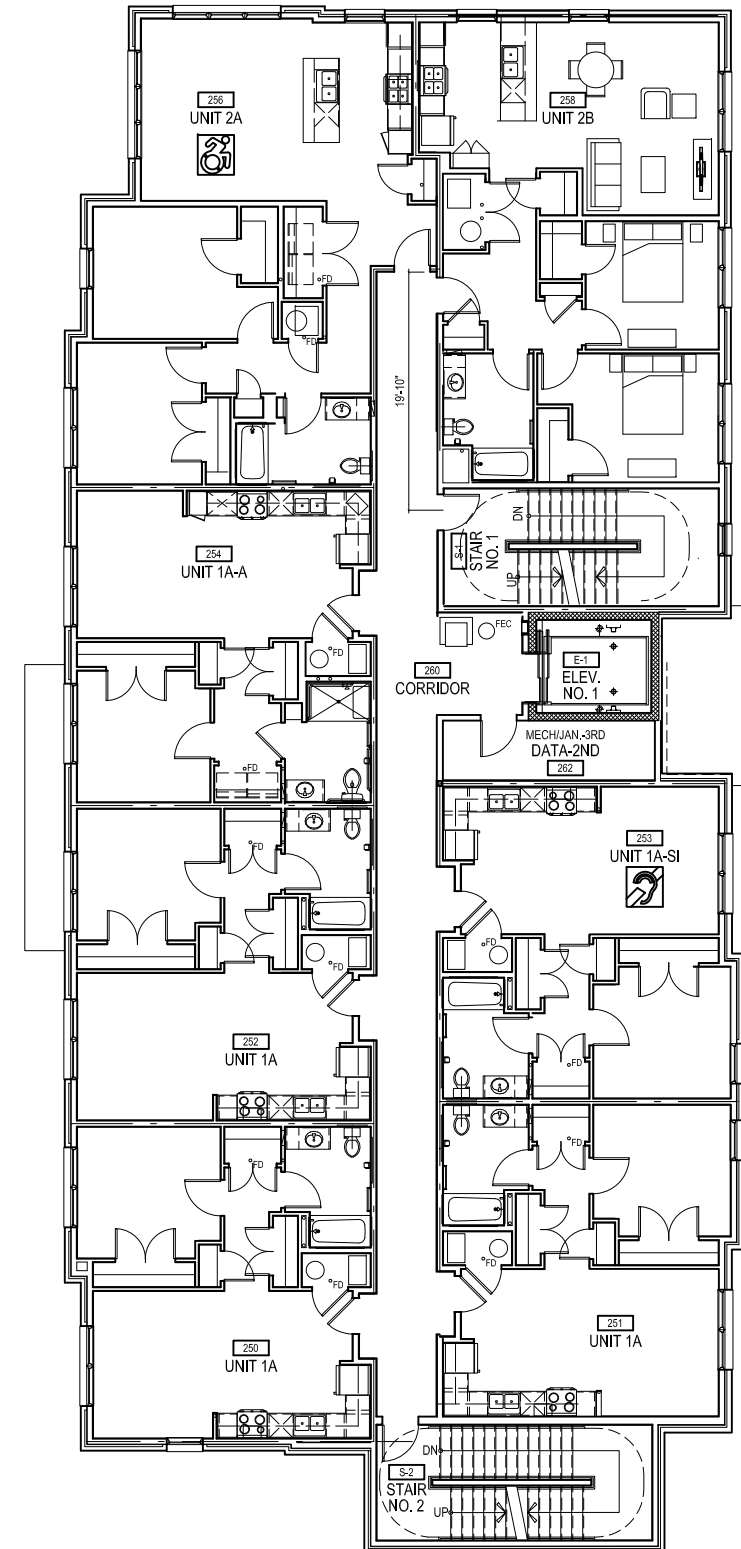 256
UNIT 2A
258
UNIT 2B
FD
FD
19'-10"
DN
S-1
STAIR
NO. 1
UP
254
UNIT 1A-A
FD
FEC
260
CORRIDOR
E-1
ELEV.
NO. 1
MECH/JAN.-3RD
DATA-2ND
262
FD
253
UNIT 1A-SI
FD
FD
FD
252
UNIT 1A
FD
FD
FD
FD
FD
251
UNIT 1A
250
UNIT 1A
DN
S-2
STAIR
NO. 2
UP